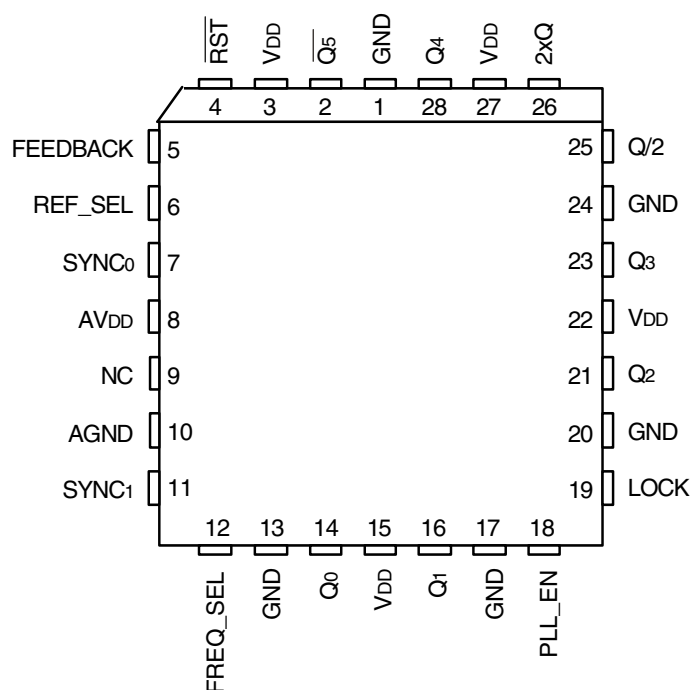 RST VDD Q5 GND Q4 VDD 2xQ
4 3 2 1 28 27 26
FEEDBACK 5 25 Q/2
REF_SEL 6 24 GND
SYNC0 7 23 Q3
AVDD 8 22 VDD
NC 9 21 Q2
AGND 10 20 GND
SYNC1 11 19 LOCK
12 13 14 15 16 17 18
FREQ_SEL GND Q0 VDD Q1 GND PLL_EN